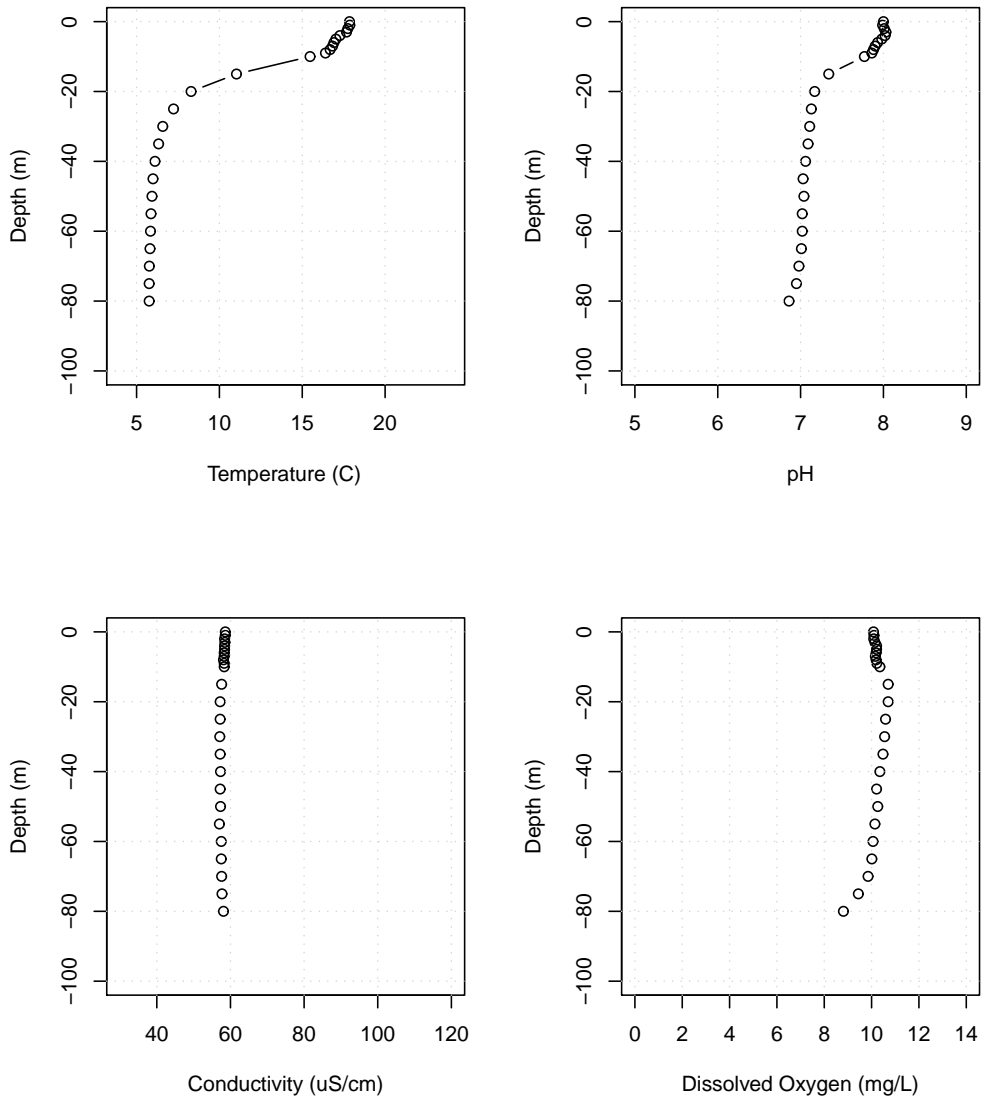 0
−20
−40
−60
−80
−100
Depth (m)
5 10 15 20
Temperature (C)
0
−20
−40
−60
−80
−100
Depth (m)
5 6 7 8 9
pH
0
−20
−40
−60
−80
−100
Depth (m)
40 60 80 100 120
Conductivity (uS/cm)
0
−20
−40
−60
−80
−100
Depth (m)
0 2 4 6 8 10 12 14
Dissolved Oxygen (mg/L)